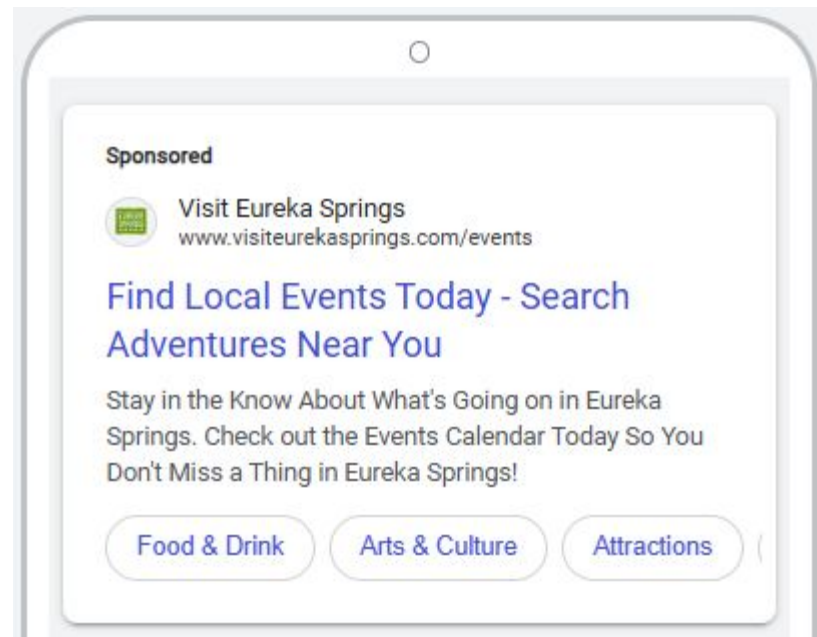 Sponsored
Visit Eureka Springs
www.visiteurekasprings.com/events
Find Local Events Today - Search
Adventures Near You
Stay in the Know About What's Going on in Eureka
Springs. Check out the Events Calendar Today So You
Don't Miss a Thing in Eureka Springs!
Food & Drink
Arts & Culture
Attractions